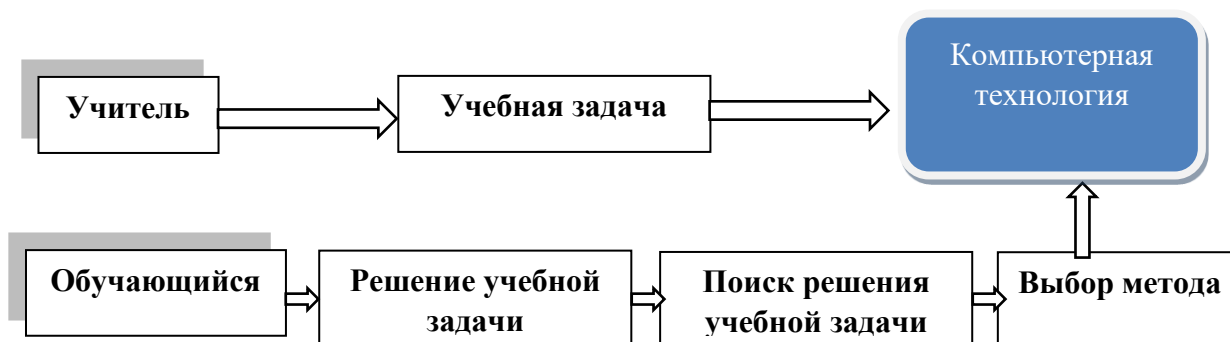 Компьютерная
технология
Учитель
Учебная задача
Обучающийся
Решение учебной
задачи
Поиск решения
учебной задачи
Выбор метода